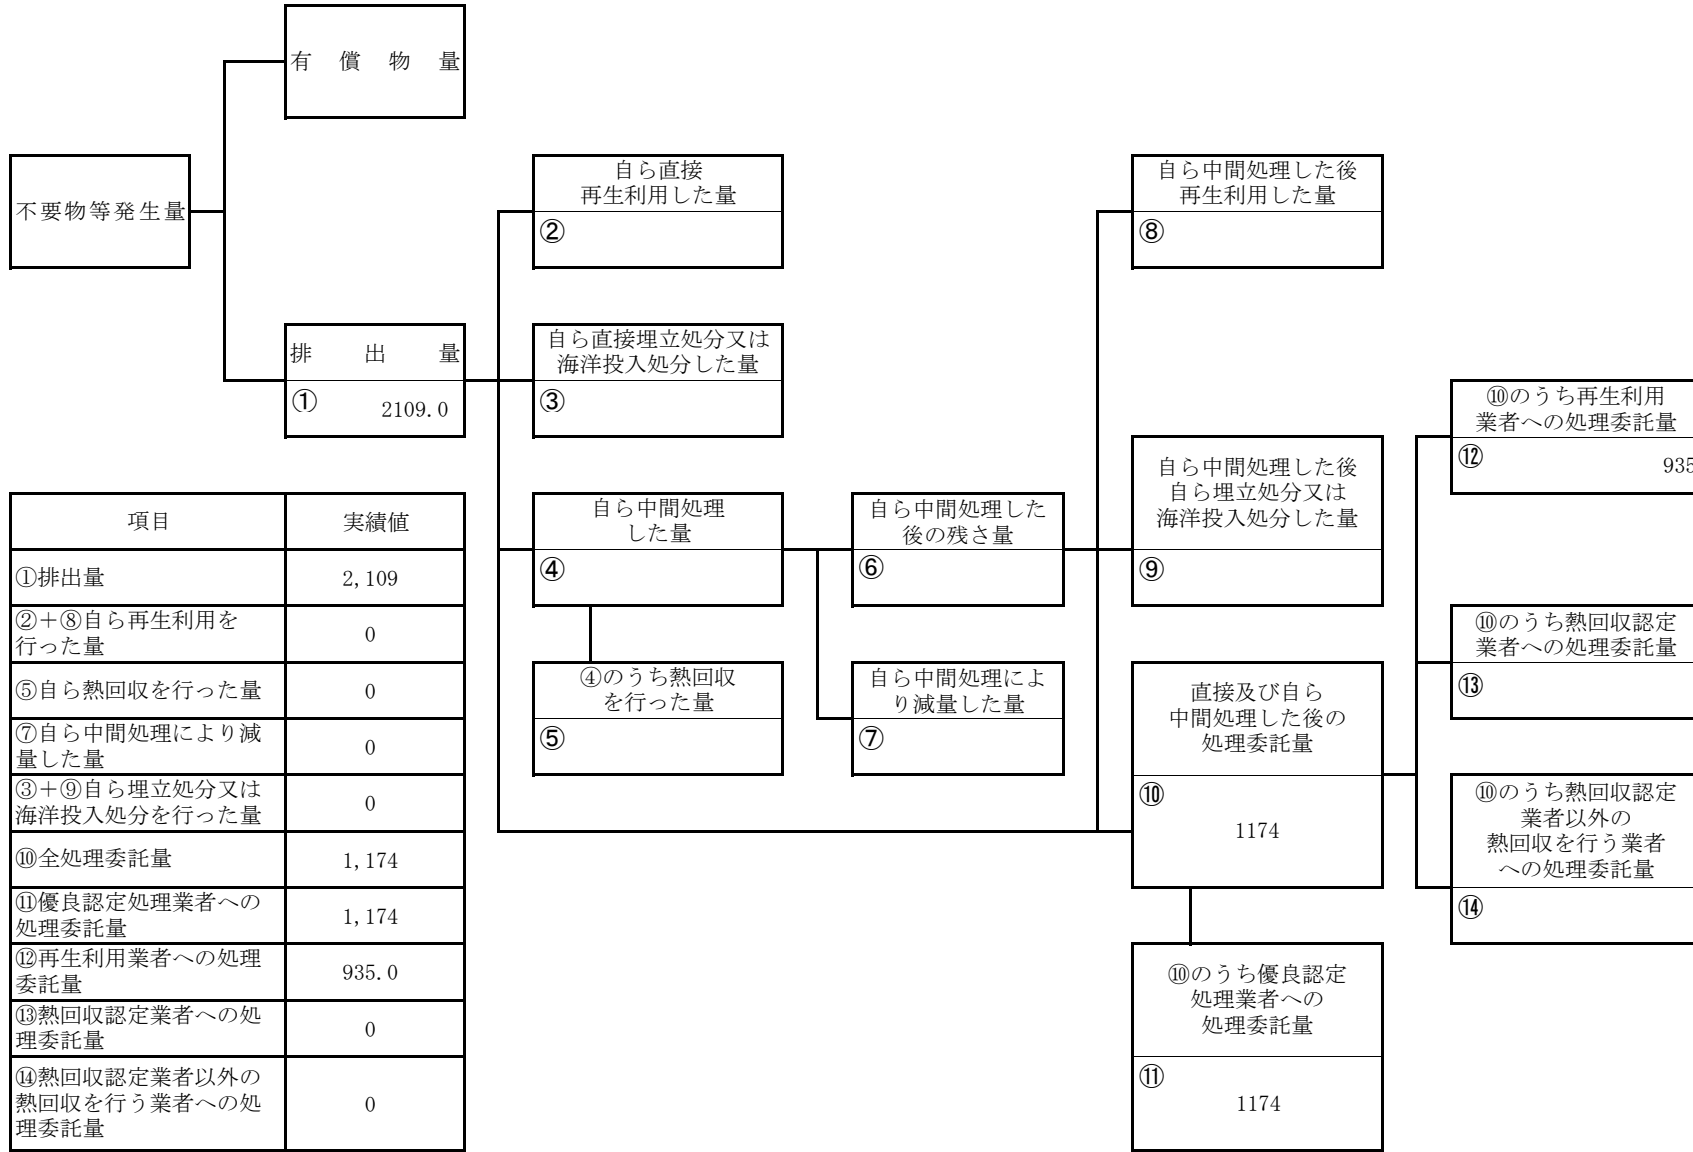 有償物量
不要物等発生量
排出量
① 2109.0
自ら直接
再生利用した量
②
自ら直接埋立処分又は
海洋投入処分した量
③
自ら中間処理
した量
④
④のうち熱回収
を行った量
⑤
自ら中間処理した
後の残さ量
⑥
自ら中間処理によ
り減量した量
⑦
自ら中間処理した後
再生利用した量
⑧
自ら中間処理した後
自ら埋立処分又は
海洋投入処分した量
⑨
直接及び自ら
中間処理した後の
処理委託量
⑩
1174
⑩のうち優良認定
処理業者への
処理委託量
⑪
1174
⑩のうち再生利用
業者への処理委託量
⑫ 935
⑩のうち熱回収認定
業者への処理委託量
⑬
⑩のうち熱回収認定
業者以外の
熱回収を行う業者
への処理委託量
⑭
項目 実績値
①排出量 2,109
②+⑧自ら再生利用を
行った量 0
⑤自ら熱回収を行った量 0
⑦自ら中間処理により減
量した量 0
③+⑨自ら埋立処分又は
海洋投入処分を行った量 0
⑩全処理委託量 1,174
⑪優良認定処理業者への
処理委託量 1,174
⑫再生利用業者への処理
委託量 935.0
⑬熱回収認定業者への処
理委託量 0
⑭熱回収認定業者以外の
熱回収を行う業者への処
理委託量 0